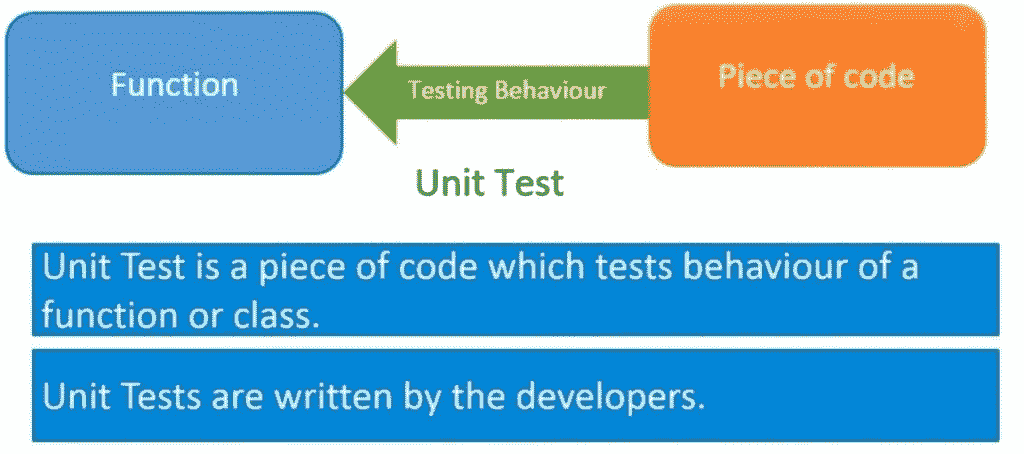 Function
Testing Behaviour
Piece of code
Unit Test
Unit Test is a piece of code which tests behaviour of a
function or class.
Unit Tests are written by the developers.